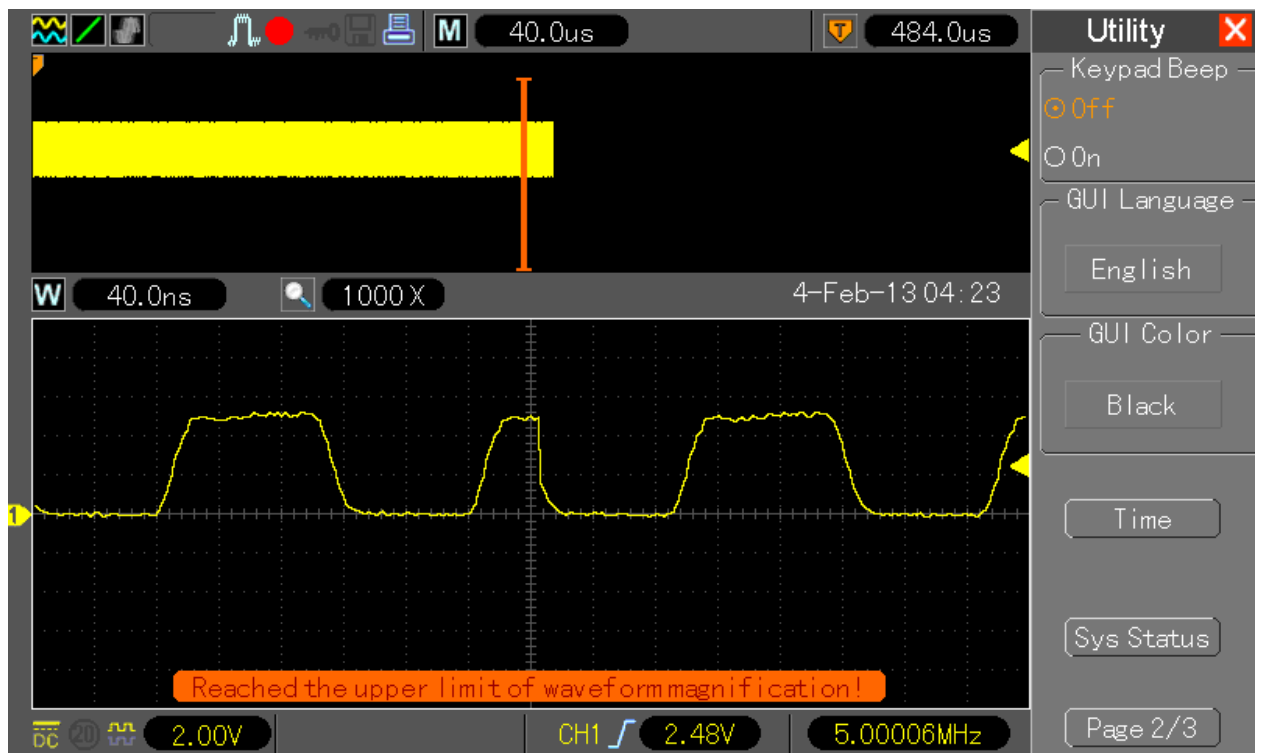 M 40.0us T 484.0us Utility X
Keypad Beep
Off
On
GUI Language
English
W 40.0ns 1000X 4-Feb-13 04:23
GUI Color
Black
1
Time
Sys Status
Reached the upper limit of waveform magnification!
DC 20 2.00V CH1 2.48V 5.00006MHz Page 2/3